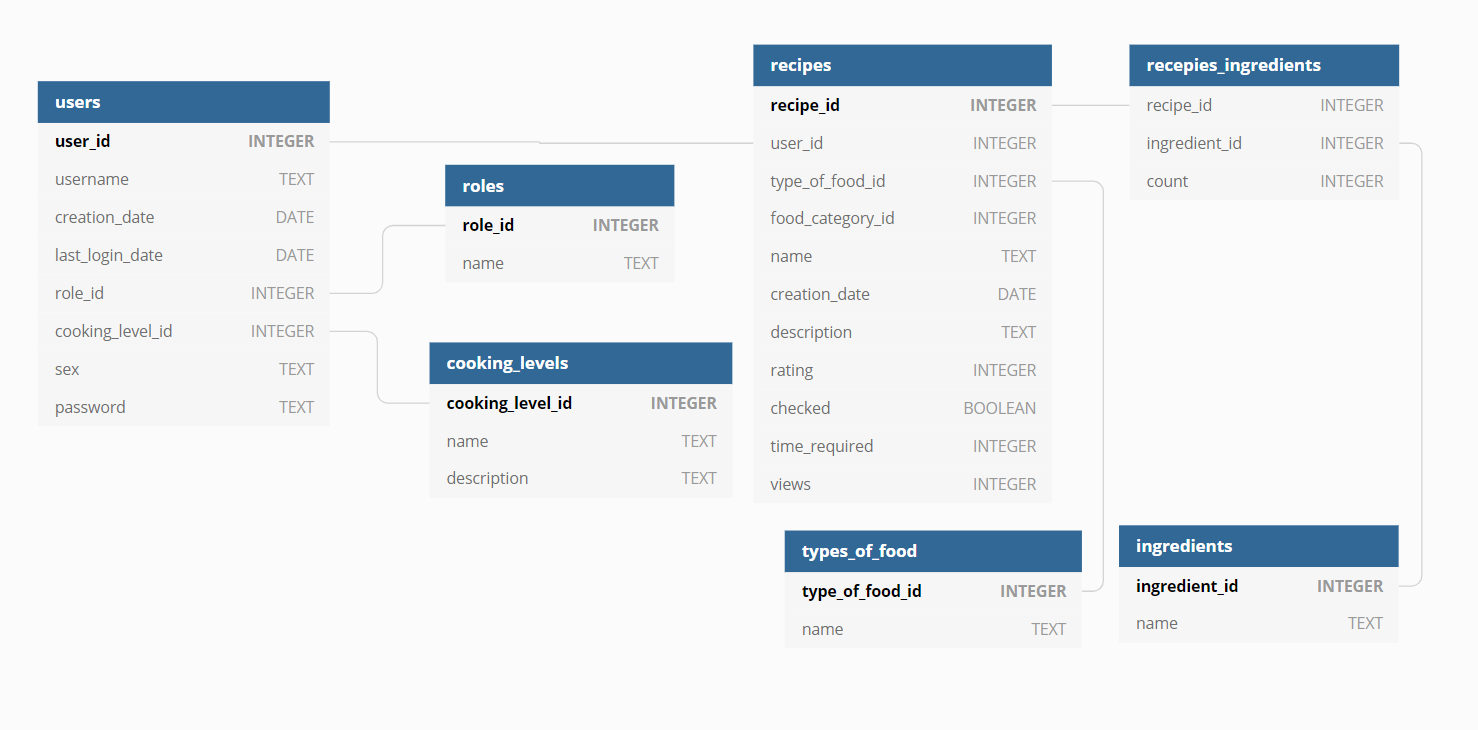 users
user_id INTEGER
username TEXT
creation_date DATE
last_login_date DATE
role_id INTEGER
cooking_level_id INTEGER
sex TEXT
password TEXT
roles
role_id INTEGER
name TEXT
cooking_levels
cooking_level_id INTEGER
name TEXT
description TEXT
recipes
recipe_id INTEGER
user_id INTEGER
type_of_food_id INTEGER
food_category_id INTEGER
name TEXT
creation_date DATE
description TEXT
rating INTEGER
checked BOOLEAN
time_required INTEGER
views INTEGER
types_of_food
type_of_food_id INTEGER
name TEXT
recepies_ingredients
recipe_id INTEGER
ingredient_id INTEGER
count INTEGER
ingredients
ingredient_id INTEGER
name TEXT